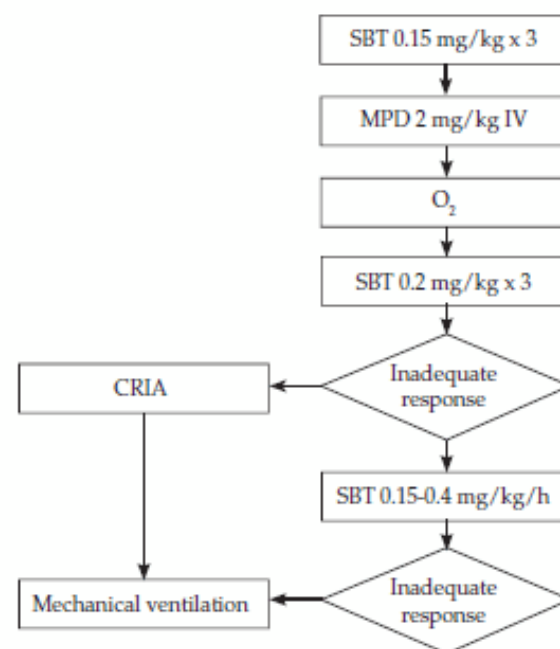 SBT 0.15 mg/kg x 3
MPD 2 mg/kg IV
O₂
SBT 0.2 mg/kg x 3
Inadequate
response
CRIA
SBT 0.15-0.4 mg/kg/h
Inadequate
response
Mechanical ventilation